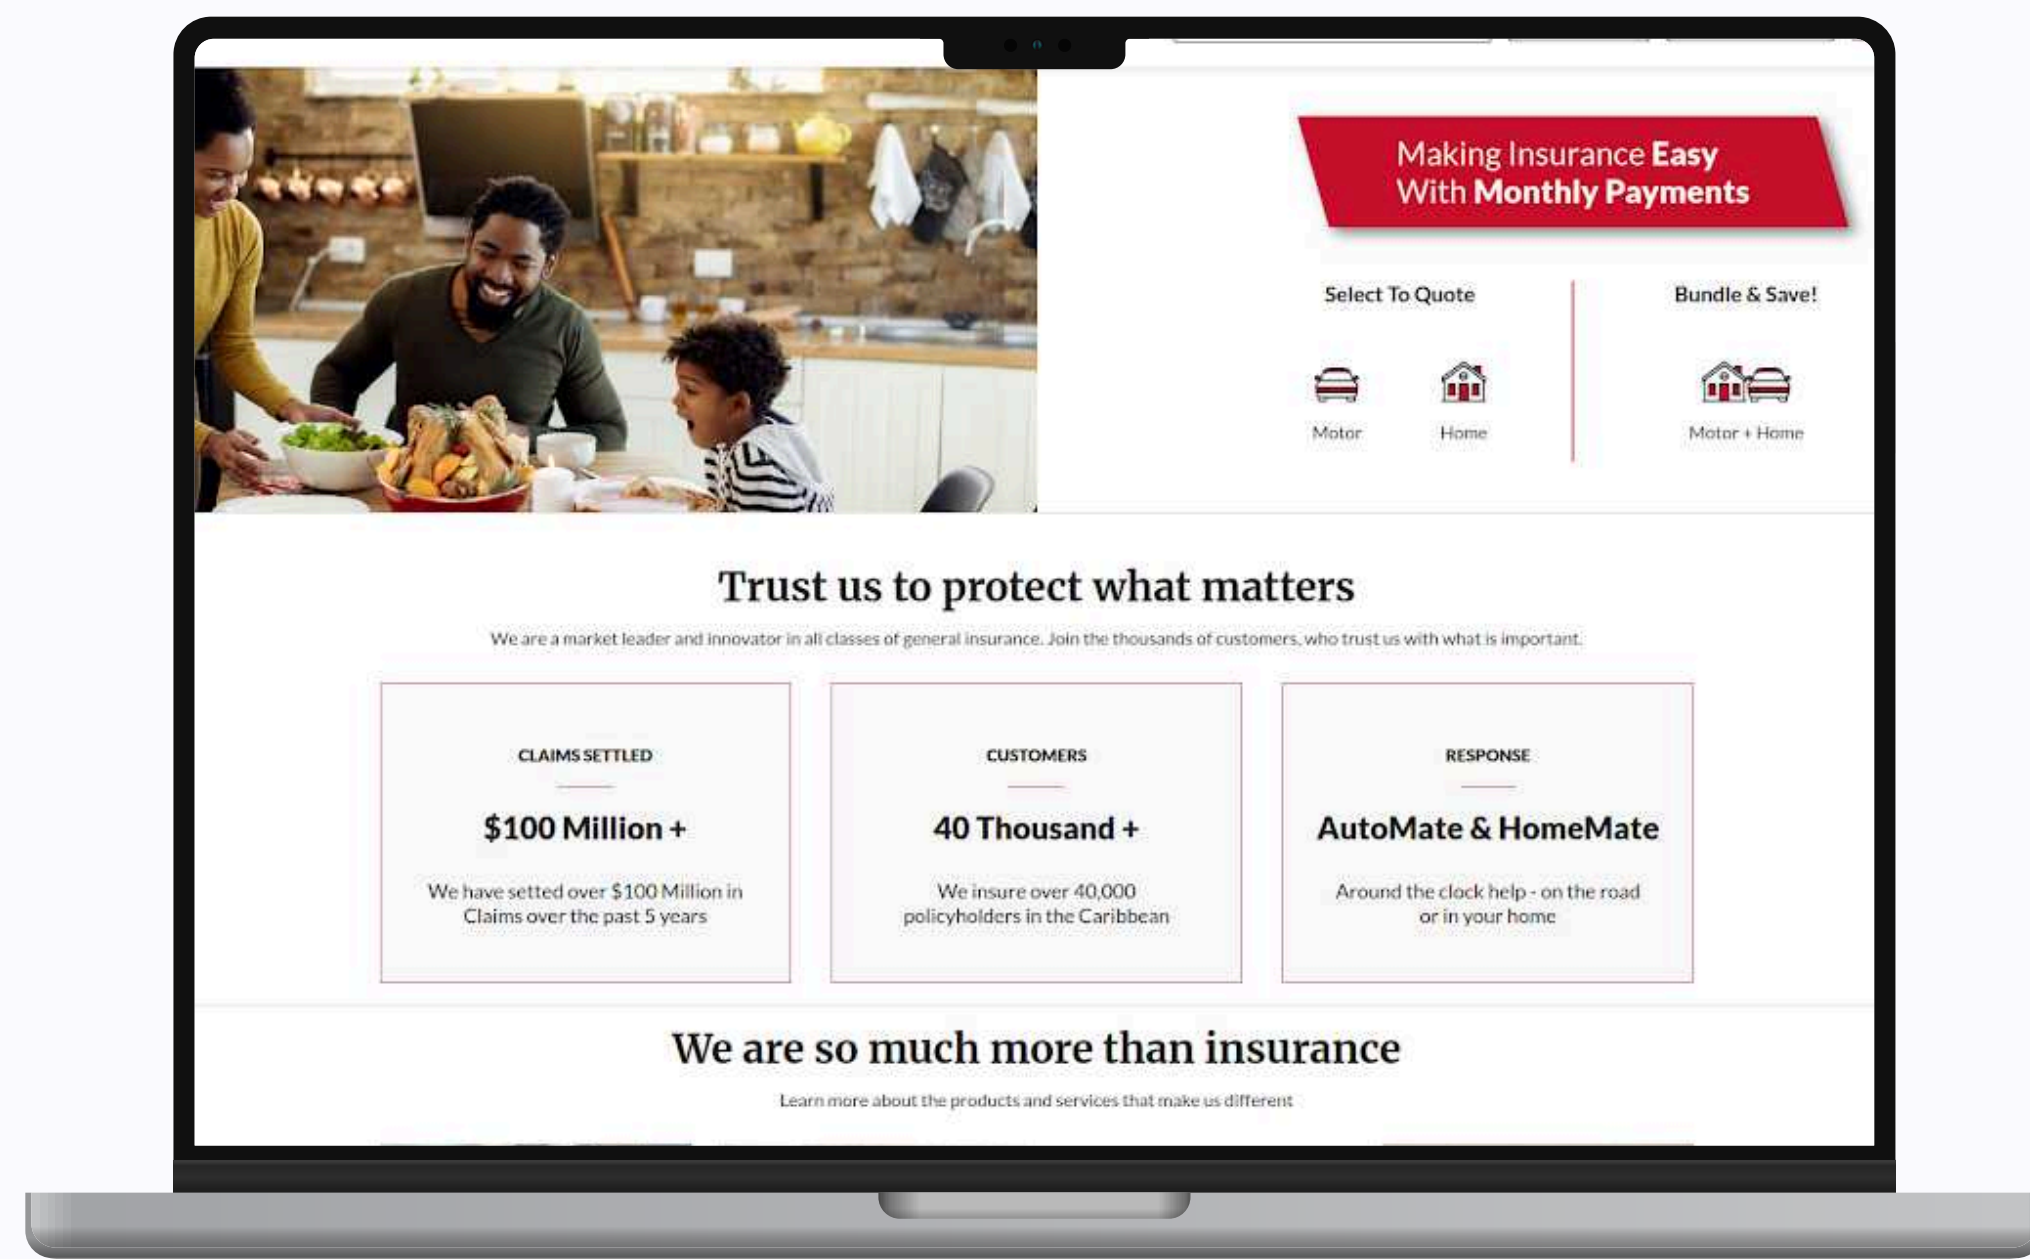 Making Insurance Easy
With Monthly Payments
Select To Quote
Bundle & Save!
Motor
Home
Motor + Home
Trust us to protect what matters
We are a market leader and innovator in all classes of general insurance. Join the thousands of customers, who trust us with what is important.
CLAIMS SETTLED
$100 Million +
We have setted over $100 Million in
Claims over the past 5 years
CUSTOMERS
40 Thousand +
We insure over 40,000
policyholders in the Caribbean
RESPONSE
AutoMate & HomeMate
Around the clock help - on the road
or in your home
We are so much more than insurance
Learn more about the products and services that make us different